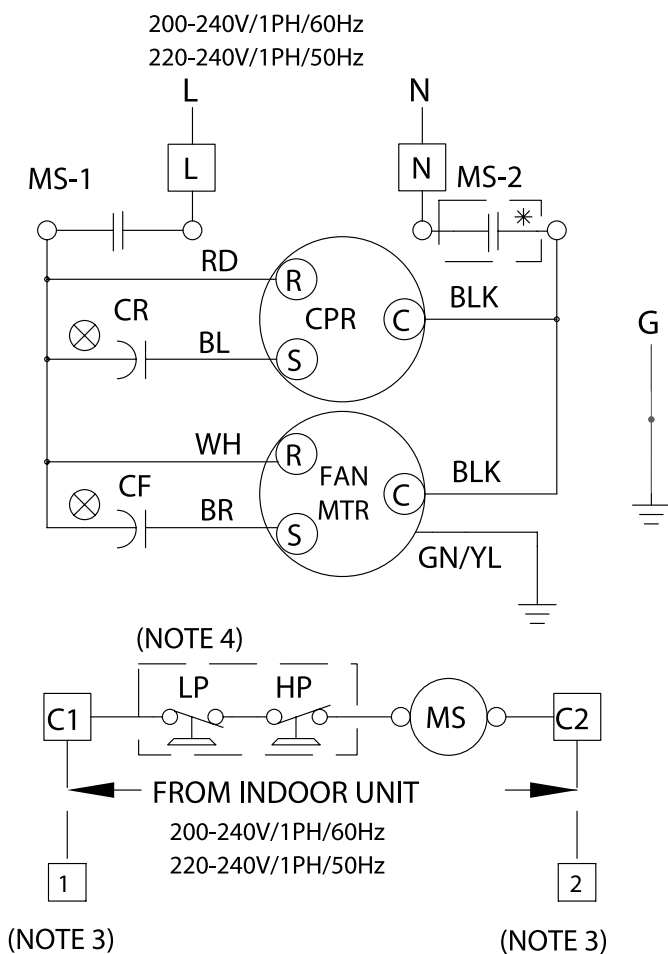 200-240V/1PH/60Hz
220-240V/1PH/50Hz
L N
L N
MS-1 MS-2
*
RD
R
CPR
C
BLK
CR
BL
S
G
WH
R
FAN
MTR
C
BLK
CF
BR
S
GN/YL
(NOTE 4)
LP HP
C1 MS C2
FROM INDOOR UNIT
200-240V/1PH/60Hz
220-240V/1PH/50Hz
1 2
(NOTE 3) (NOTE 3)